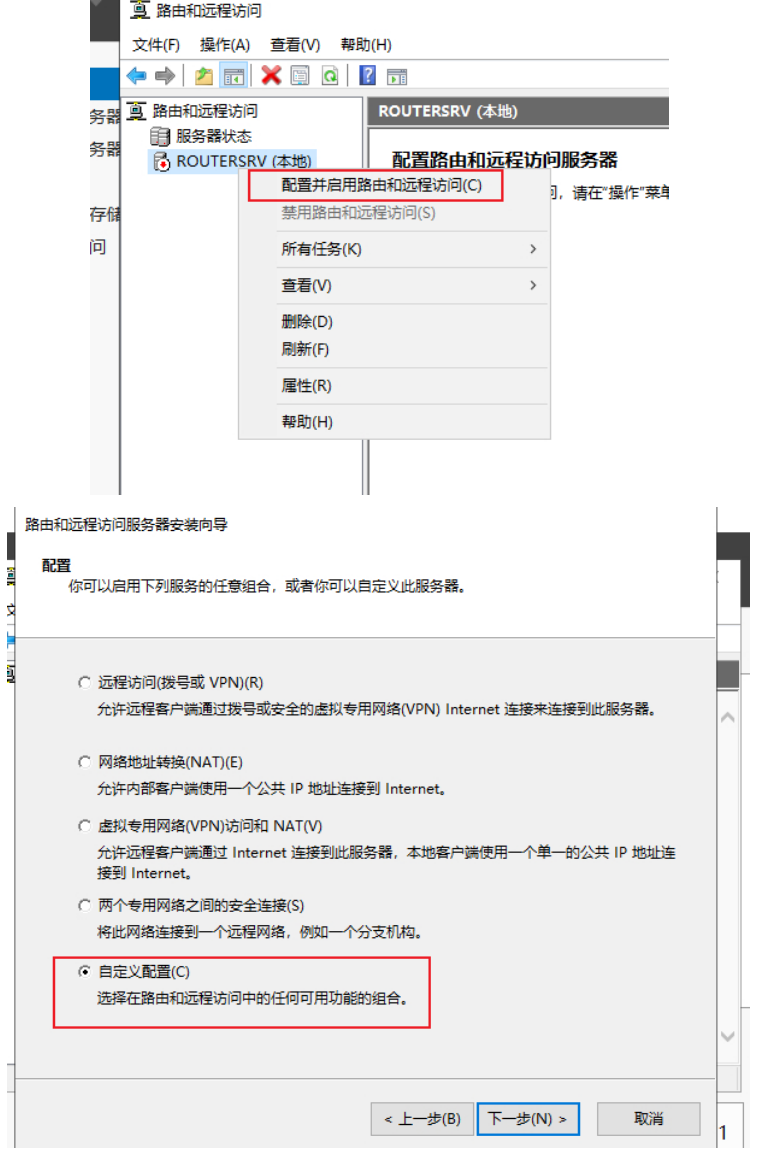 路由和远程访问
文件(F) 操作(A) 查看(V) 帮助(H)
务器
务器
存储
问
路由和远程访问
服务器状态
ROUTERSRV (本地)
ROUTERSRV (本地)
配置路由和远程访问服务器
问，请在"操作"菜单
配置并启用路由和远程访问(C)
禁用路由和远程访问(S)
所有任务(K)
查看(V)
删除(D)
刷新(F)
属性(R)
帮助(H)
路由和远程访问服务器安装向导
配置
你可以启用下列服务的任意组合，或者你可以自定义此服务器。
远程访问(拨号或 VPN)(R)
允许远程客户端通过拨号或安全的虚拟专用网络(VPN) Internet 连接来连接到此服务器。
网络地址转换(NAT)(E)
允许内部客户端使用一个公共 IP 地址连接到 Internet。
虚拟专用网络(VPN)访问和 NAT(V)
允许远程客户端通过 Internet 连接到此服务器，本地客户端使用一个单一的公共 IP 地址连
接到 Internet。
两个专用网络之间的安全连接(S)
将此网络连接到一个远程网络，例如一个分支机构。
自定义配置(C)
选择在路由和远程访问中的任何可用功能的组合。
< 上一步(B) 下一步(N) > 取消
1